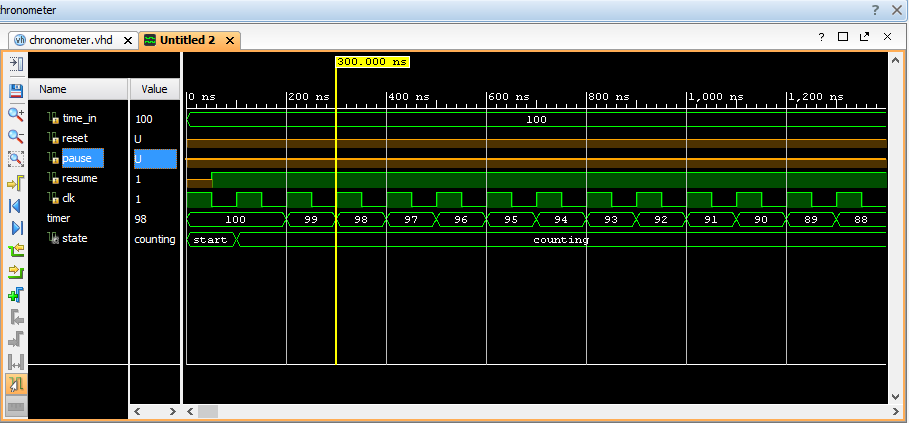 chronometer
chronometer.vhd Untitled 2
300.000 ns
Name Value
0 ns 200 ns 400 ns 600 ns 800 ns 1,000 ns 1,200 ns
time_in 100 100
reset U
pause U
resume 1
clk 1
timer 98 100 99 98 97 96 95 94 93 92 91 90 89 88
state counting start counting